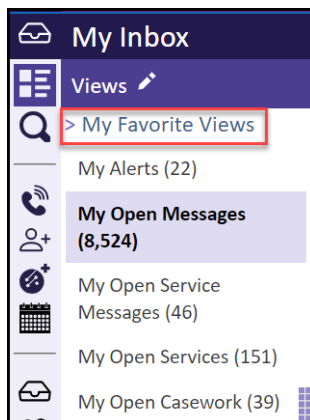 My Inbox
Views
> My Favorite Views
My Alerts (22)
My Open Messages
(8,524)
My Open Service
Messages (46)
My Open Services (151)
My Open Casework (39)